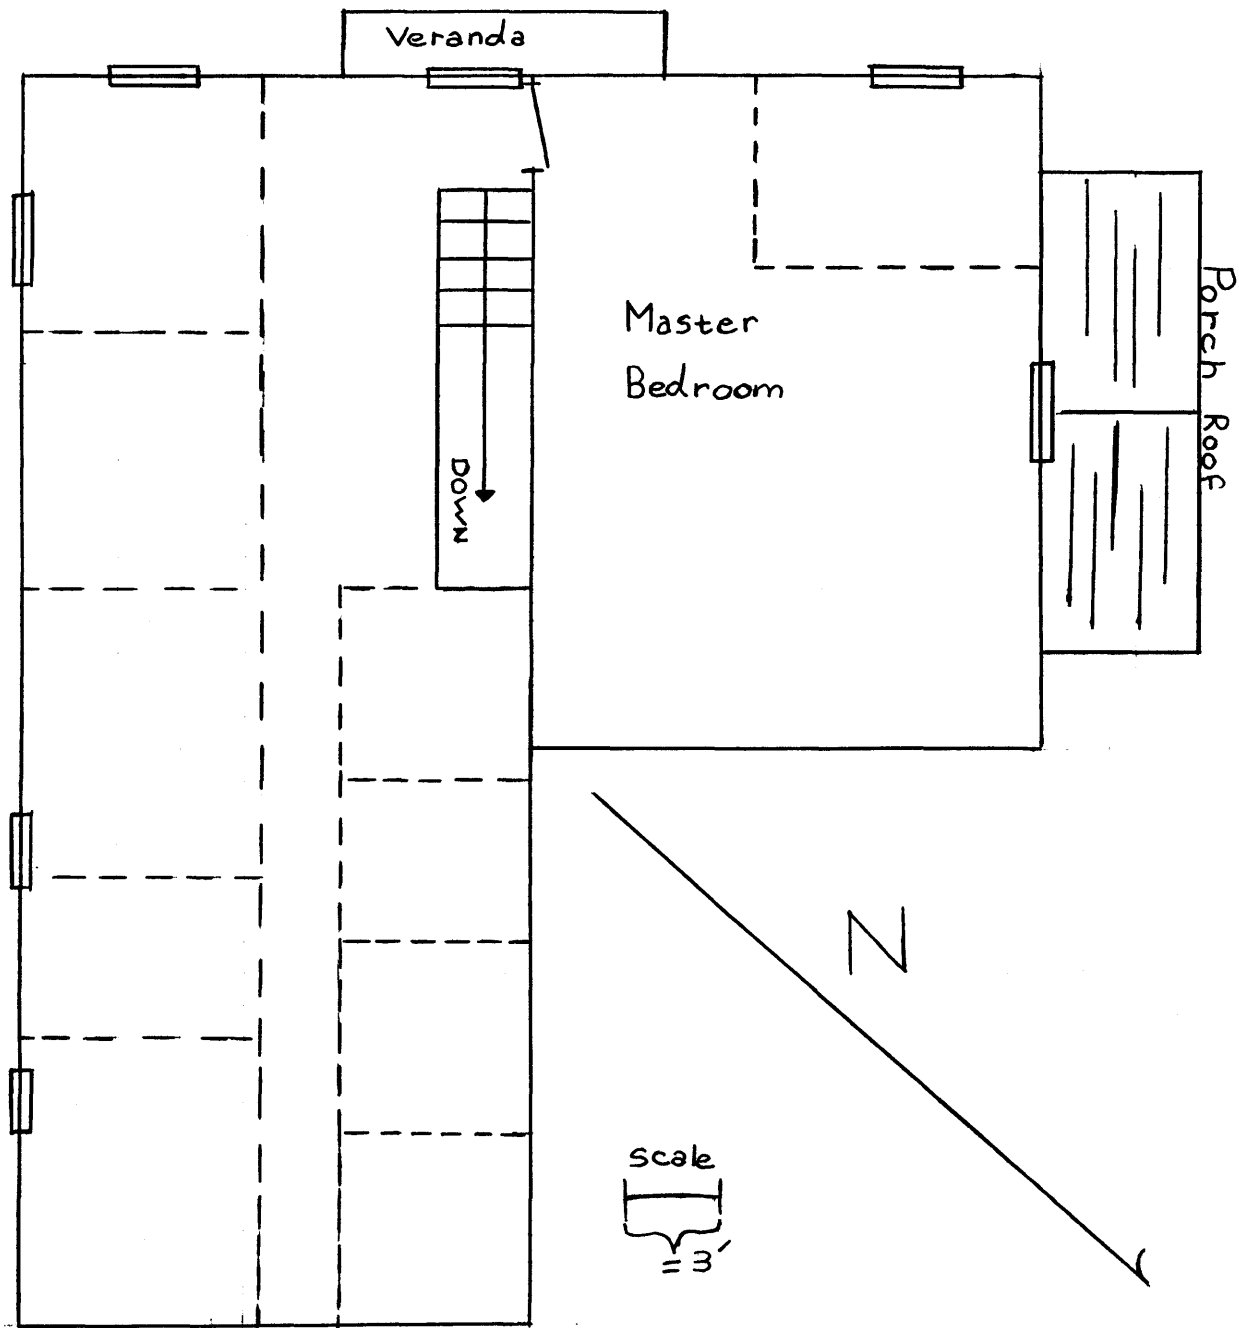 Veranda
Master
Bedroom
Porch Roof
DOWN
N
scale
= 3′